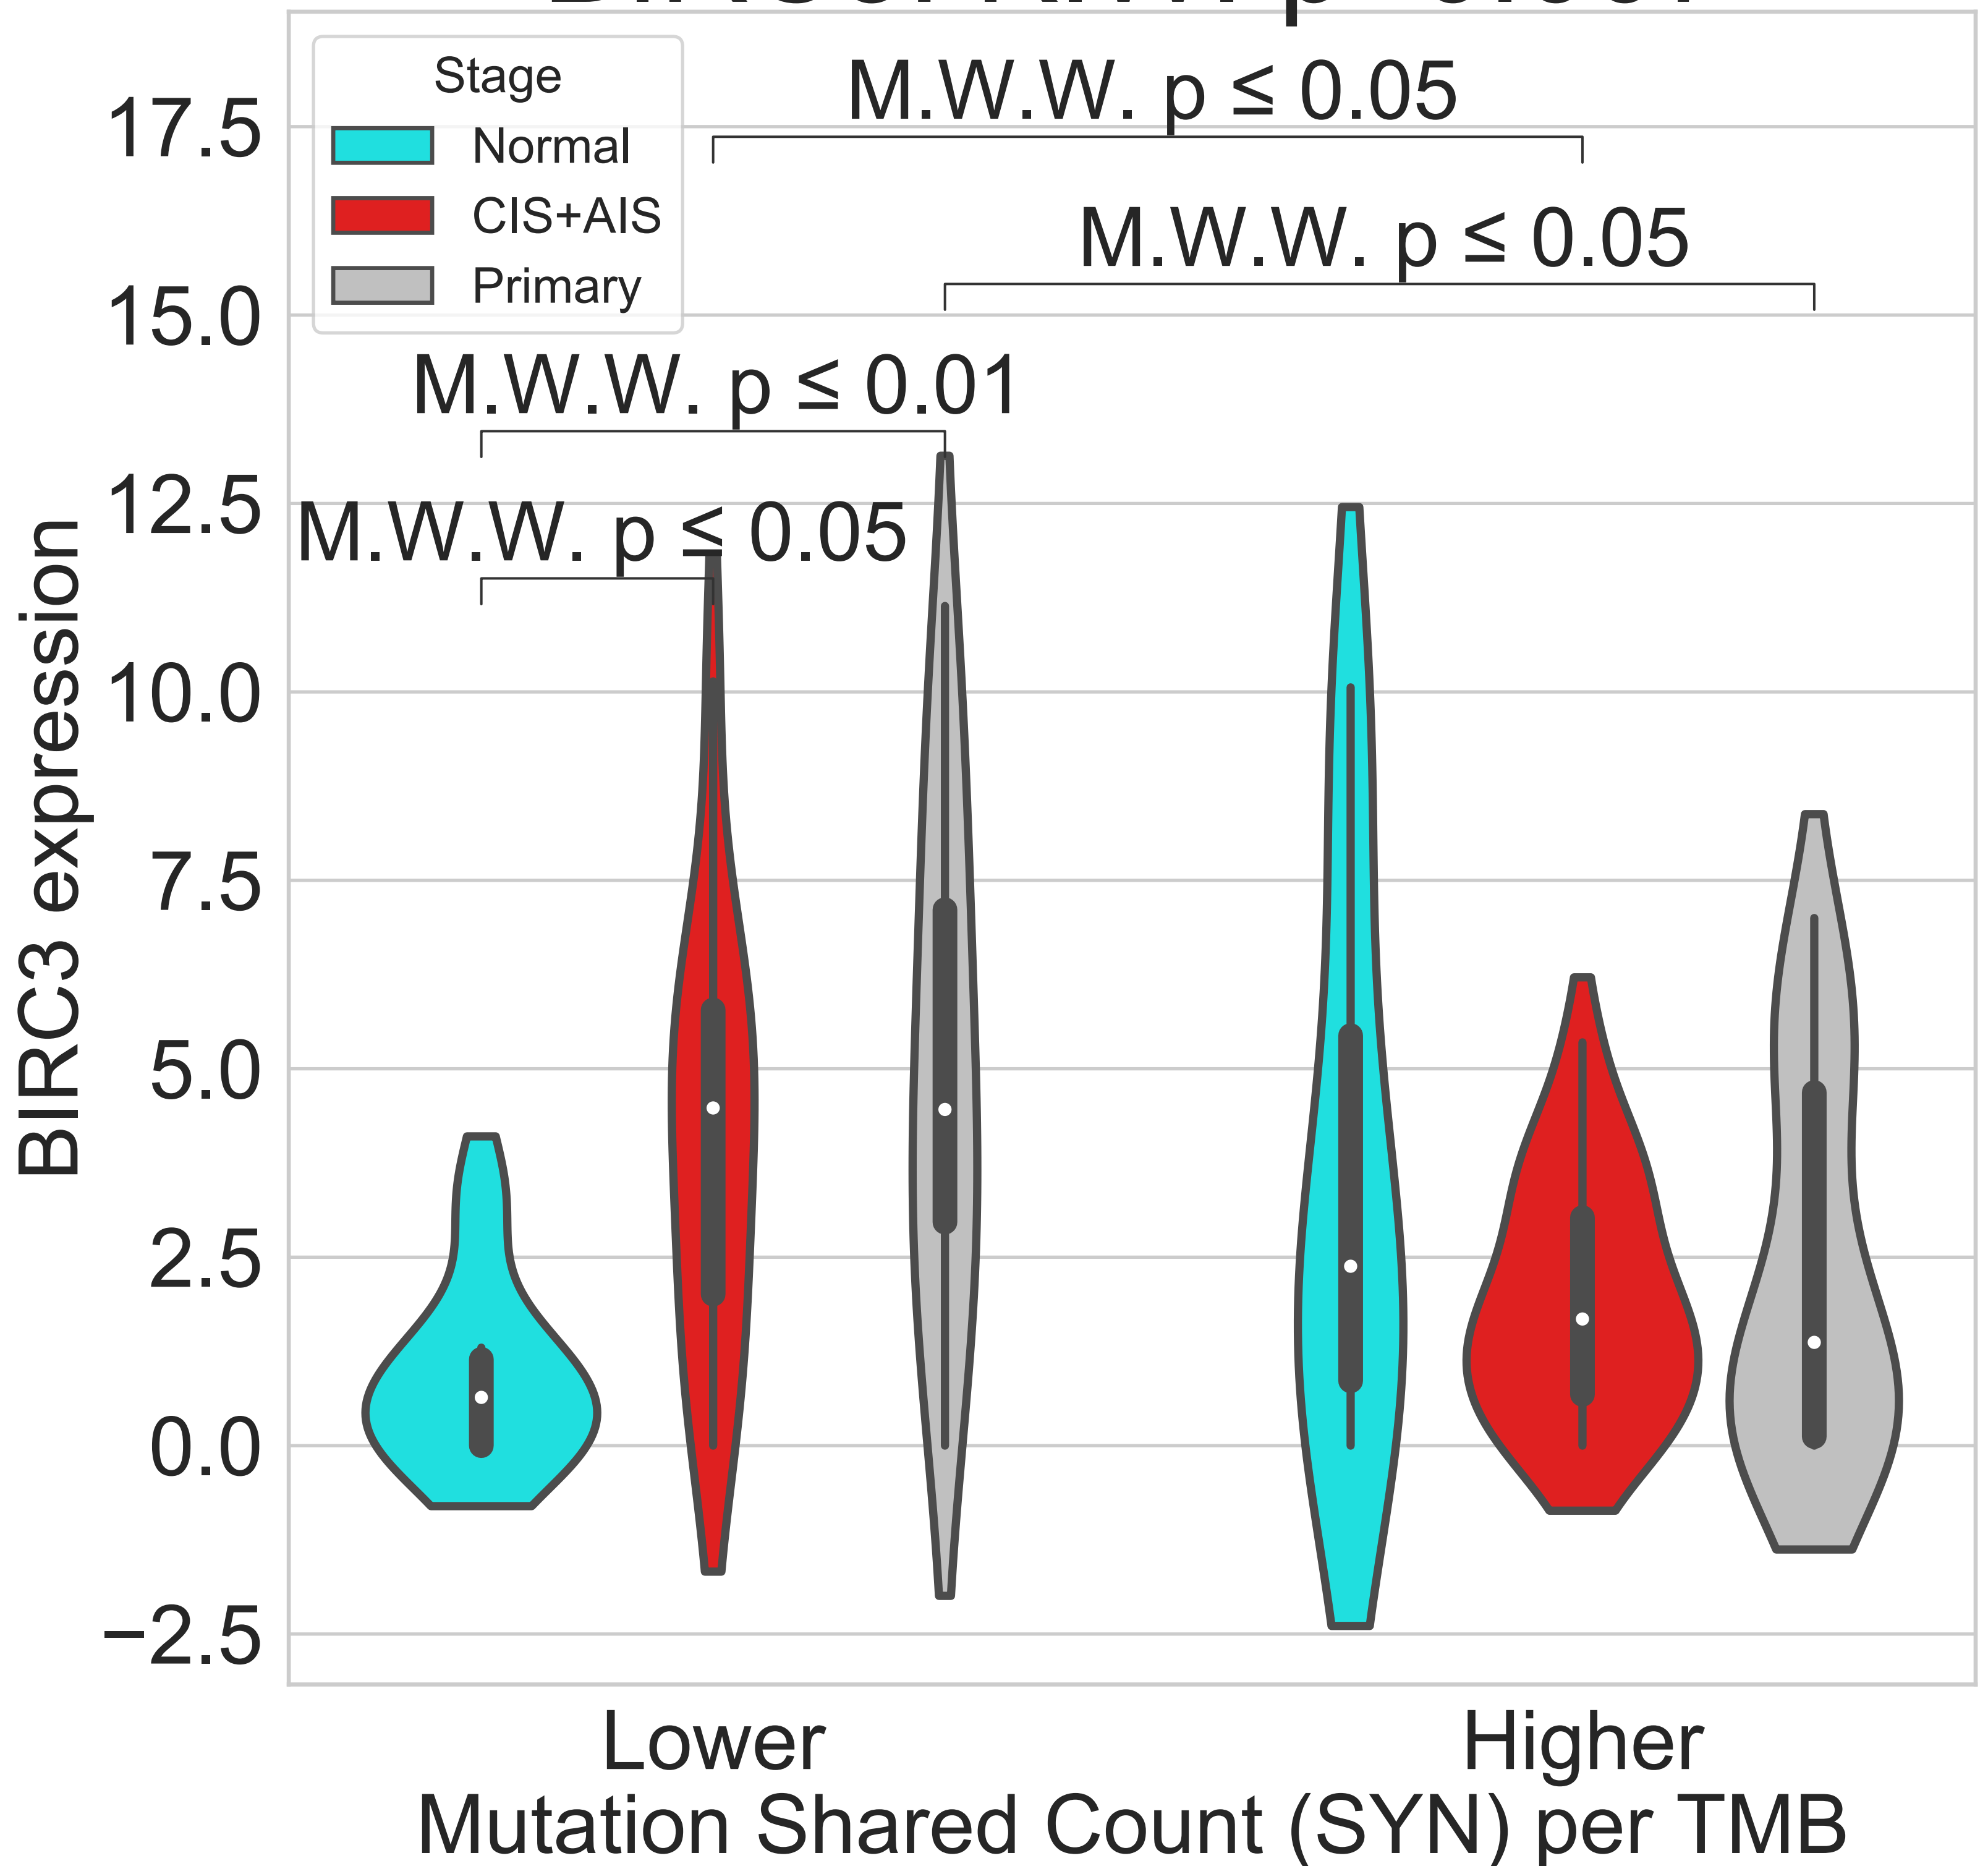 Stage
Normal
CIS+AIS
Primary
M.W.W. p ≤ 0.05
M.W.W. p ≤ 0.05
M.W.W. p ≤ 0.01
M.W.W. p ≤ 0.05
17.5
15.0
12.5
10.0
7.5
5.0
2.5
0.0
−2.5
BIRC3 expression
Lower
Higher
Mutation Shared Count (SYN) per TMB